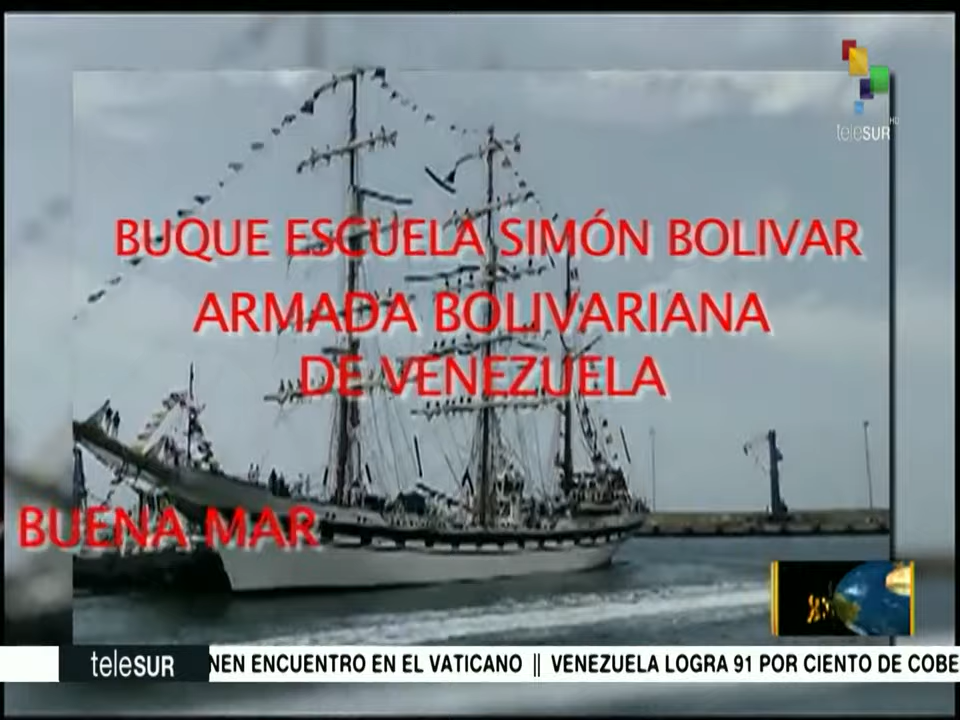 teleSUR HD
BUQUE ESCUELA SIMÓN BOLIVAR
ARMADA BOLIVARIANA
DE VENEZUELA
BUENA MAR
teleSUR NEN ENCUENTRO EN EL VATICANO || VENEZUELA LOGRA 91 POR CIENTO DE COBE